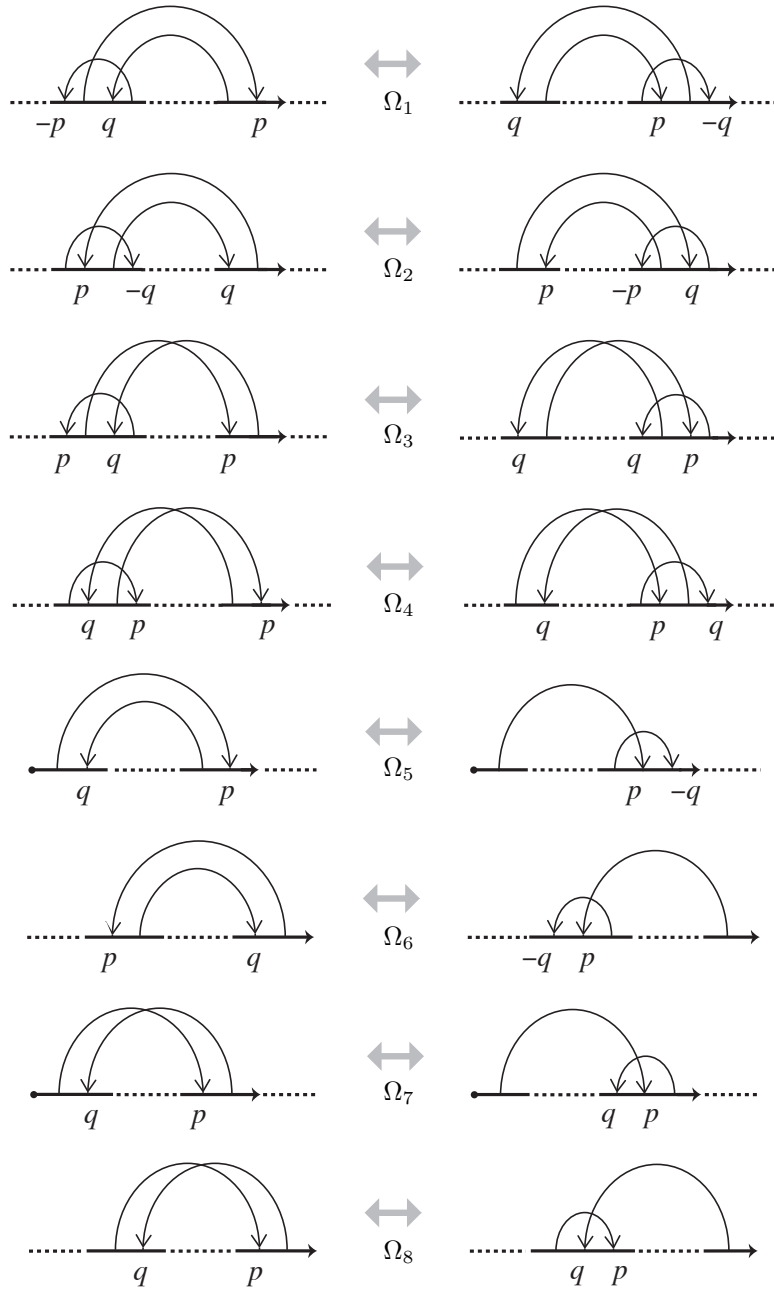 Ω₁
−p q p q p −q
Ω₂
p −q q p −p q
Ω₃
p q p q q p
Ω₄
q p p q p q
Ω₅
q p p −q
Ω₆
p q −q p
Ω₇
q p q p
Ω₈
q p q p